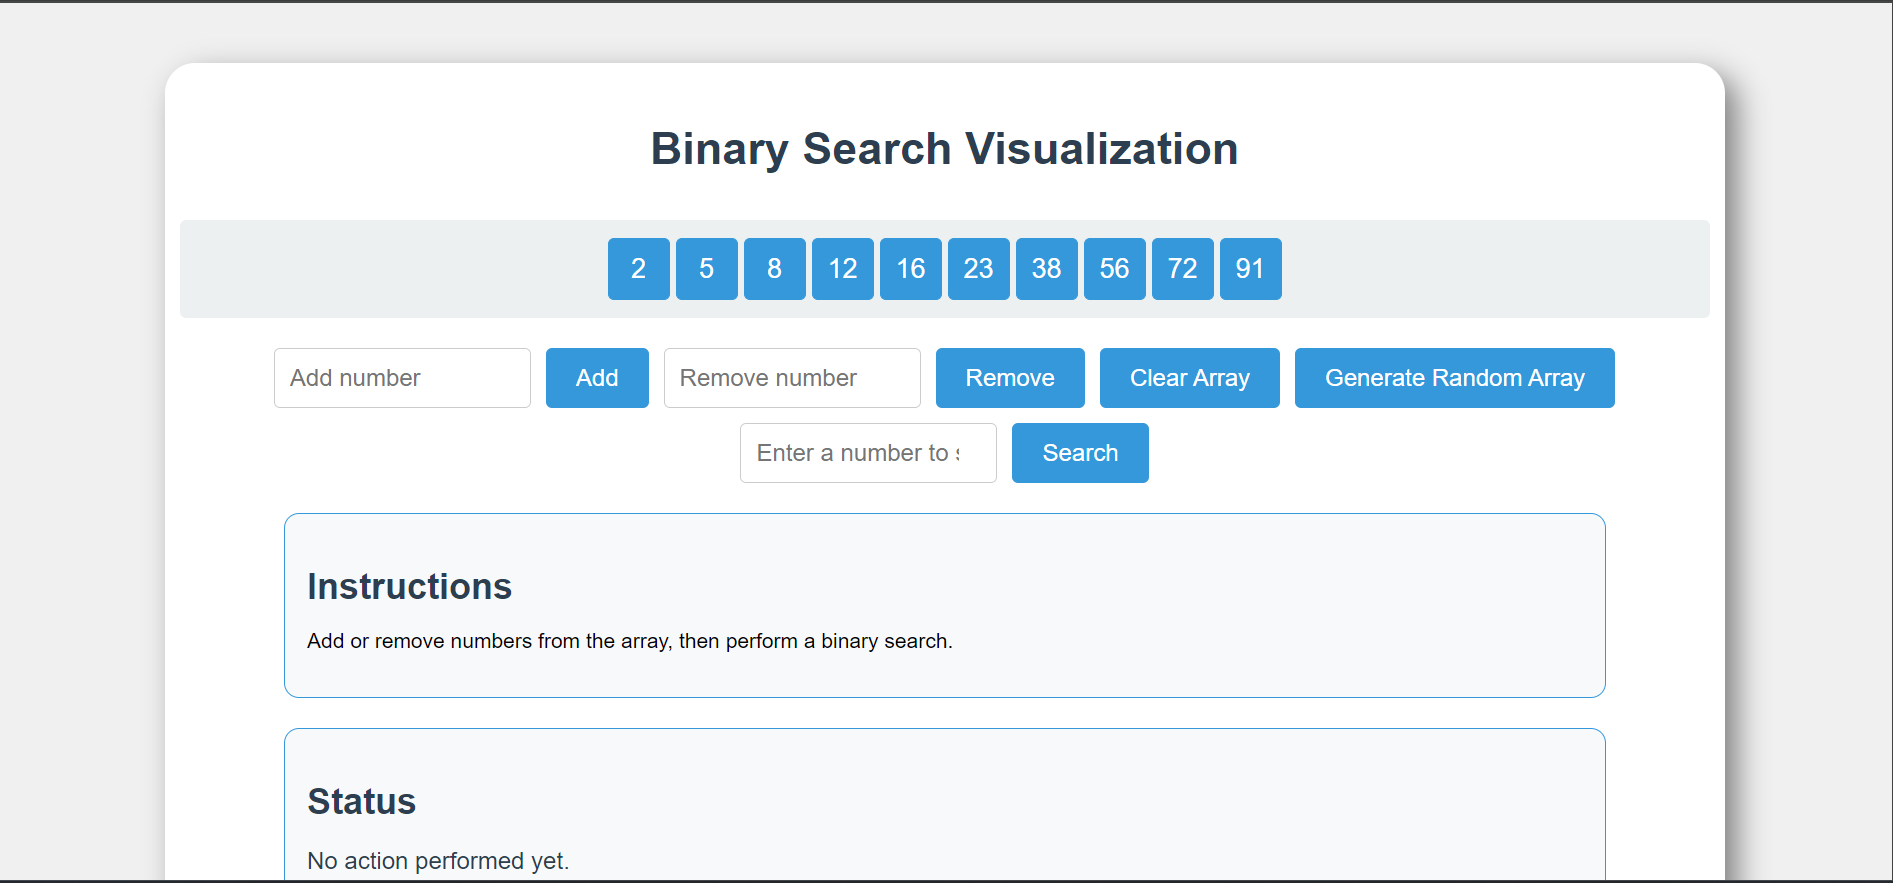 Binary Search Visualization
2 5 8 12 16 23 38 56 72 91
Add number Add Remove number Remove Clear Array Generate Random Array
Enter a number to Search
Instructions
Add or remove numbers from the array, then perform a binary search.
Status
No action performed yet.